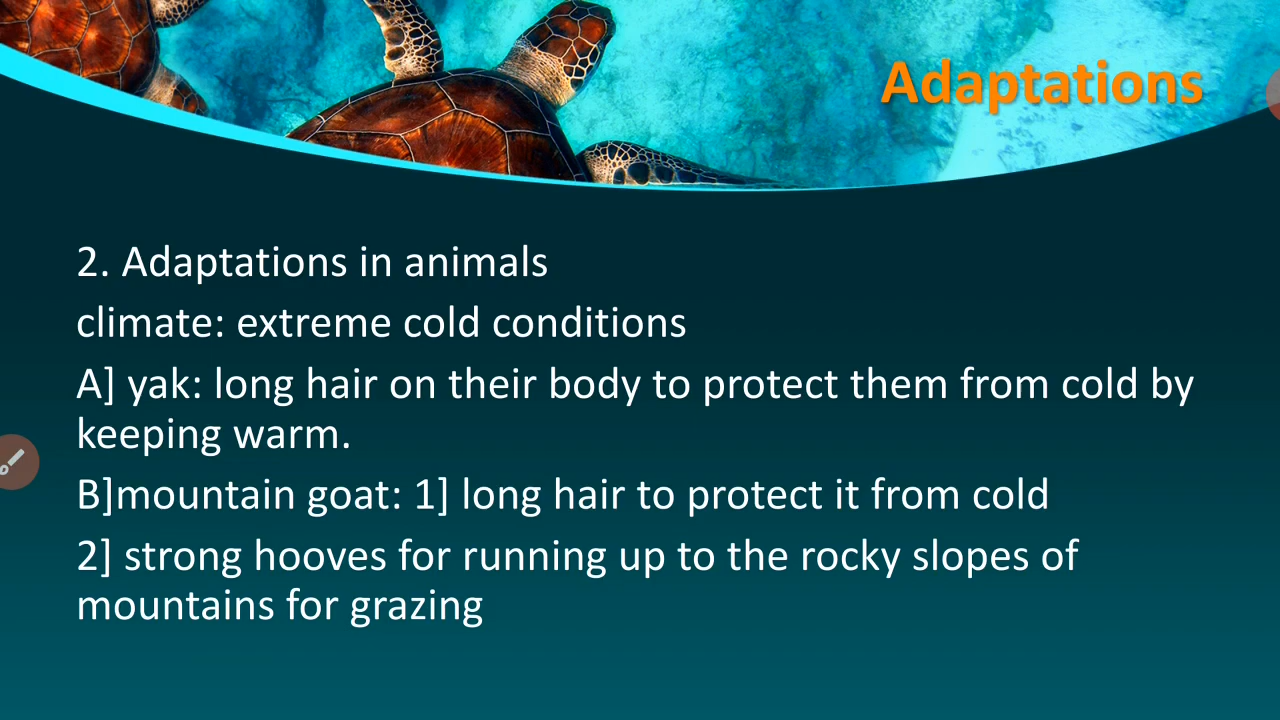 Adaptations
2. Adaptations in animals
climate: extreme cold conditions
A] yak: long hair on their body to protect them from cold by
keeping warm.
B]mountain goat: 1] long hair to protect it from cold
2] strong hooves for running up to the rocky slopes of
mountains for grazing